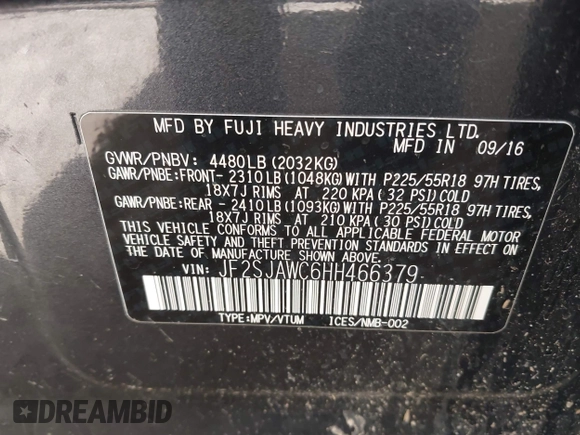 MFD BY FUJI HEAVY INDUSTRIES LTD.
MFD IN 09/16
GVWR/PNBV: 4480LB(2032KG)
GAWR/PNBE:FRONT-2310LB(1048KG)WITH P225/55R18 97H TIRES,
18X7J RIMS AT 220 KPA(32 PSI)COLD
GAWR/PNBE:REAR -2410LB(1093KG)WITH P225/55R18 97H TIRES,
18X7J RIMS AT 210 KPA(30 PSI)COLD
THIS VEHICLE CONFORMS TO ALL APPLICABLE FEDERAL MOTOR
VEHICLE SAFETY AND THEFT PREVENTION STANDARDS IN EFFECT ON
THE DATE OF MANUFACTURE SHOWN ABOVE.
VIN: JF2SJAWC6HH466379
TYPE:MPV/VTUM ICES/NMB-002
DREAMBID